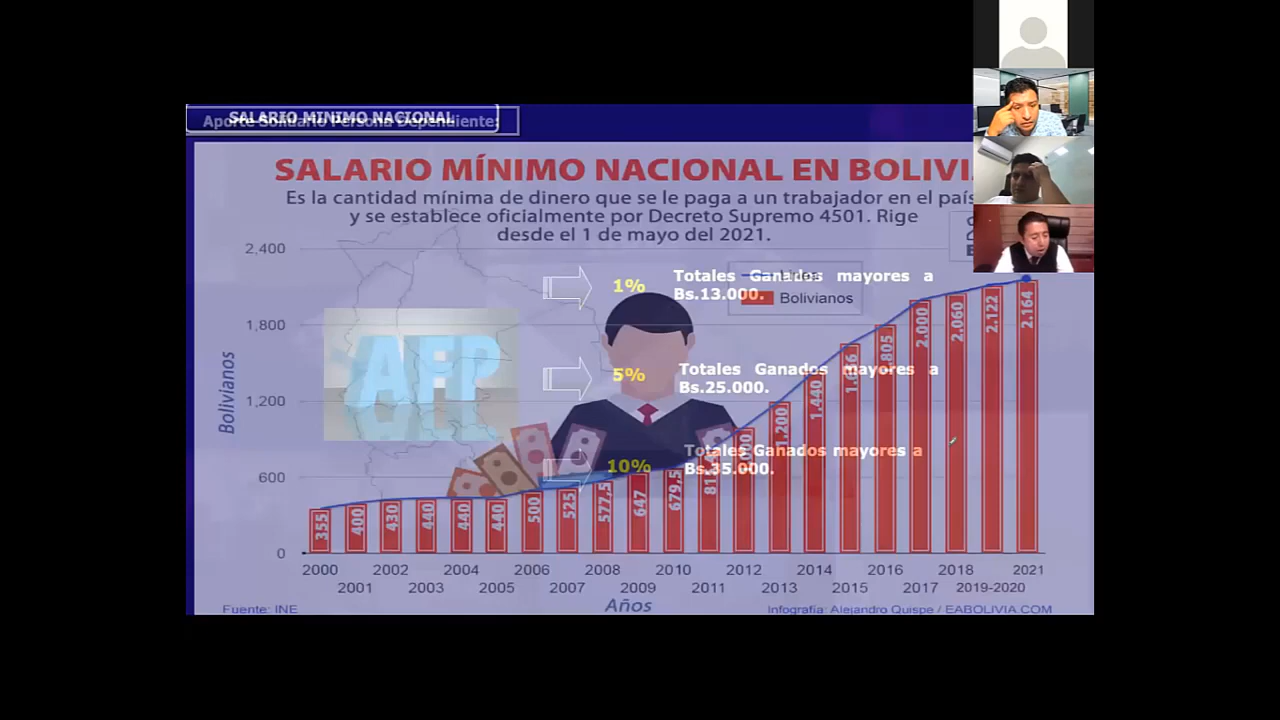 SALARIO MINIMO NACIONAL
Aporte Solidario Persona Dependiente:
SALARIO MÍNIMO NACIONAL EN BOLIVI
Es la cantidad mínima de dinero que se le paga a un trabajador en el país
y se establece oficialmente por Decreto Supremo 4501. Rige
desde el 1 de mayo del 2021.
2,400
1,800
1,200
600
0
Bolivianos
AFP
1%
Totales Ganados mayores a
Bs.13.000.
Bolivianos
5%
Totales Ganados mayores a
Bs.25.000.
10%
Totales Ganados mayores a
Bs.35.000.
355
400
430
440
440
440
500
525
577,5
647
679,5
1.200
1.440
2.000
2.060
2.122
2.164
2000
2001
2002
2003
2004
2005
2006
2007
2008
2009
2010
2011
2012
2013
2014
2015
2016
2017
2018
2019-2020
2021
Años
Fuente: INE
Infografía: Alejandro Quispe / EABOLIVIA.COM